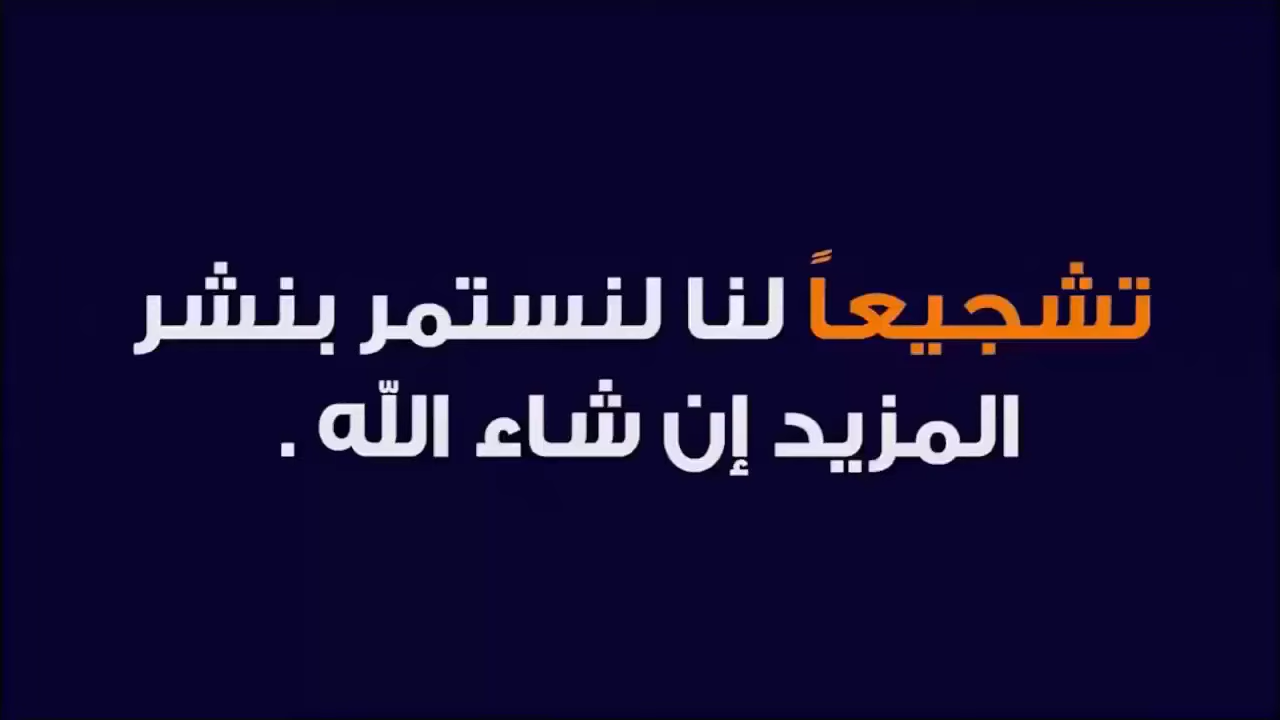 تشجيعاً لنا لنستمر بنشر
المزيد إن شاء اللّه .